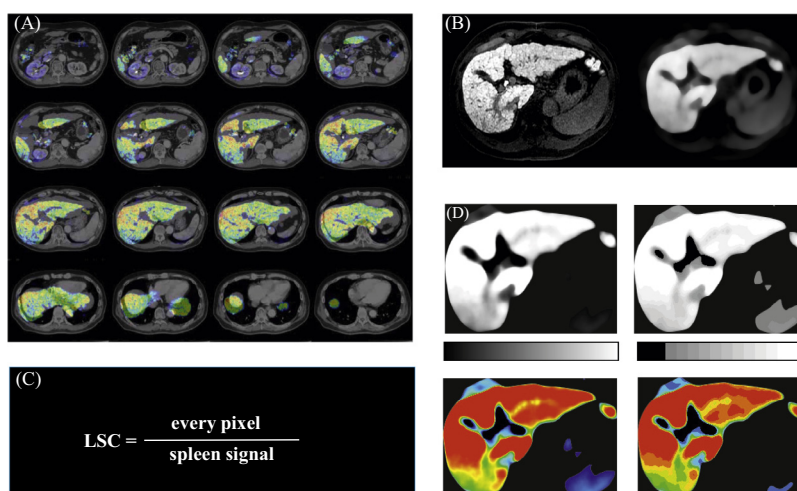 (A)
(B)
(C)
LSC = every pixel
spleen signal
(D)